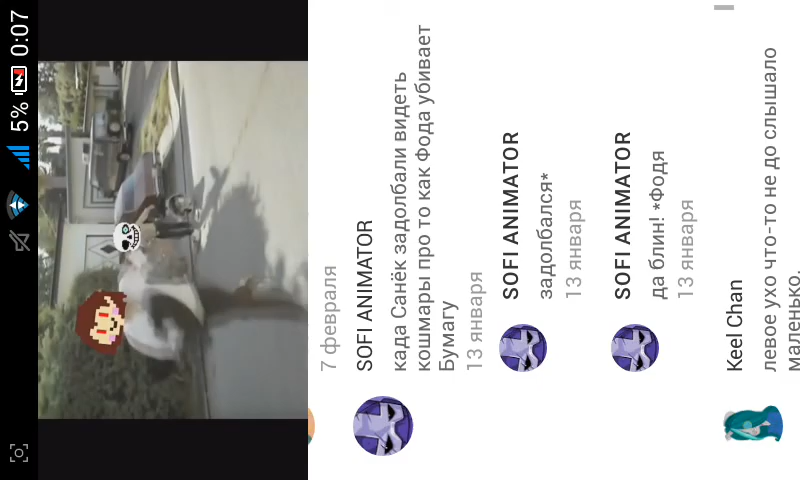 5% 0:07
7 февраля
SOFI ANIMATOR
када Санёк задолбали видеть
кошмары про то как Фода убивает
Бумагу
13 января
SOFI ANIMATOR
задолбался*
13 января
SOFI ANIMATOR
да блин! *Фодя
13 января
Keel Chan
левое ухо что-то не до слышало
маленько.